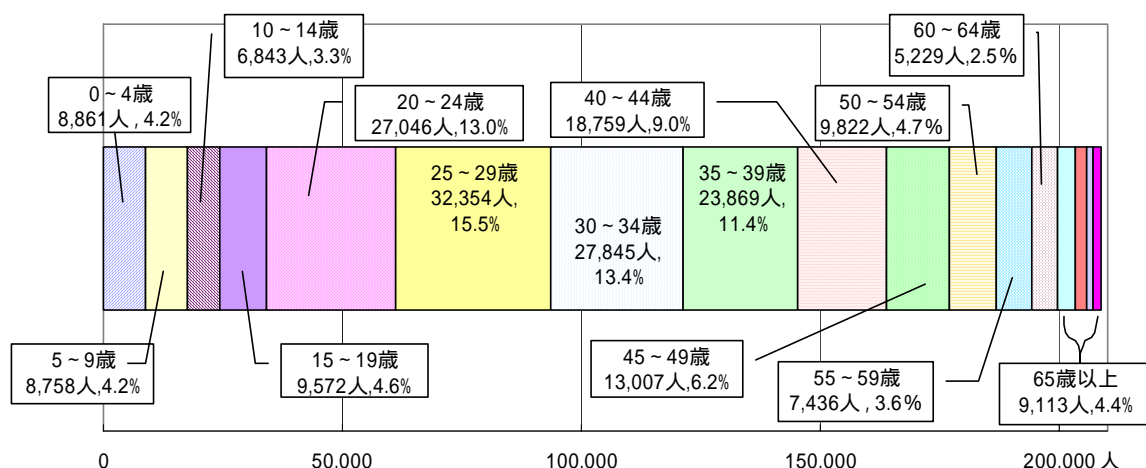 10～14歳
6,843人,3.3%
60～64歳
5,229人,2.5%
0～4歳
8,861人,4.2%
20～24歳
27,046人,13.0%
40～44歳
18,759人,9.0%
50～54歳
9,822人,4.7%
25～29歳
32,354人,
15.5%
30～34歳
27,845人,
13.4%
35～39歳
23,869人,
11.4%
5～9歳
8,758人,4.2%
15～19歳
9,572人,4.6%
45～49歳
13,007人,6.2%
55～59歳
7,436人,3.6%
65歳以上
9,113人,4.4%
0 50.000 100.000 150.000 200.000 人